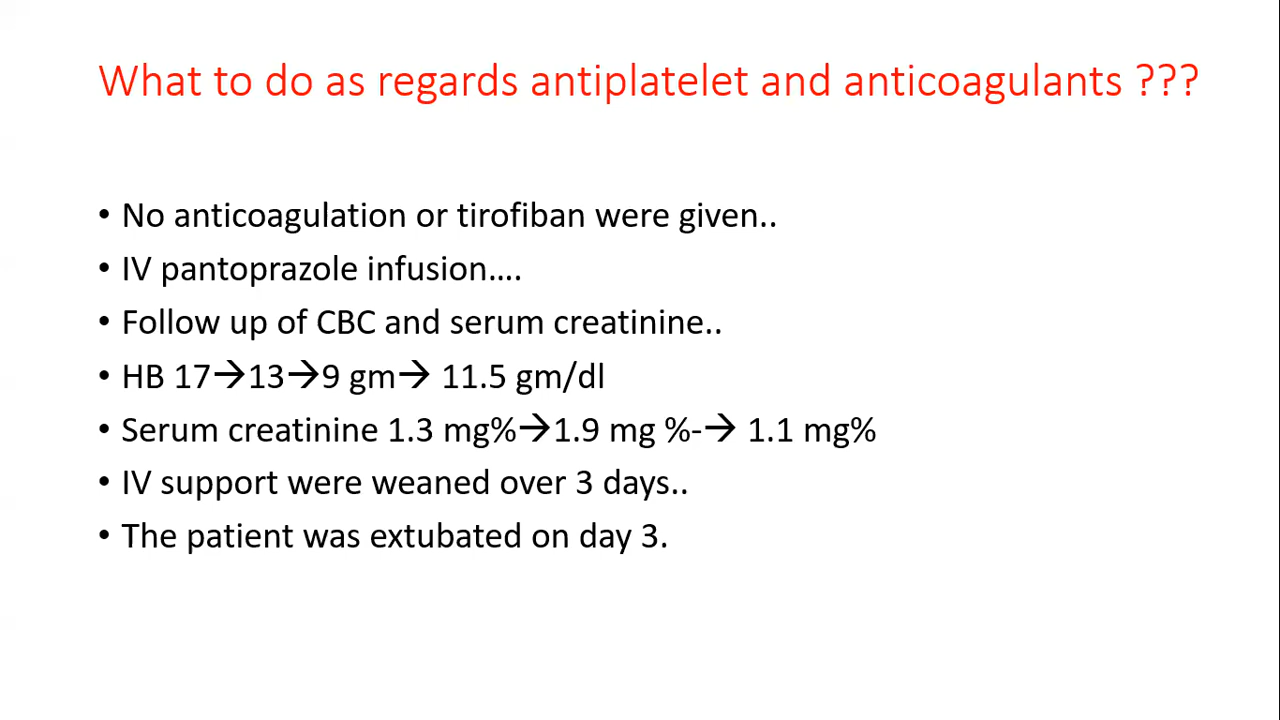 What to do as regards antiplatelet and anticoagulants ???
• No anticoagulation or tirofiban were given..
• IV pantoprazole infusion....
• Follow up of CBC and serum creatinine..
• HB 17→13→9 gm→ 11.5 gm/dl
• Serum creatinine 1.3 mg%→1.9 mg %-→ 1.1 mg%
• IV support were weaned over 3 days..
• The patient was extubated on day 3.